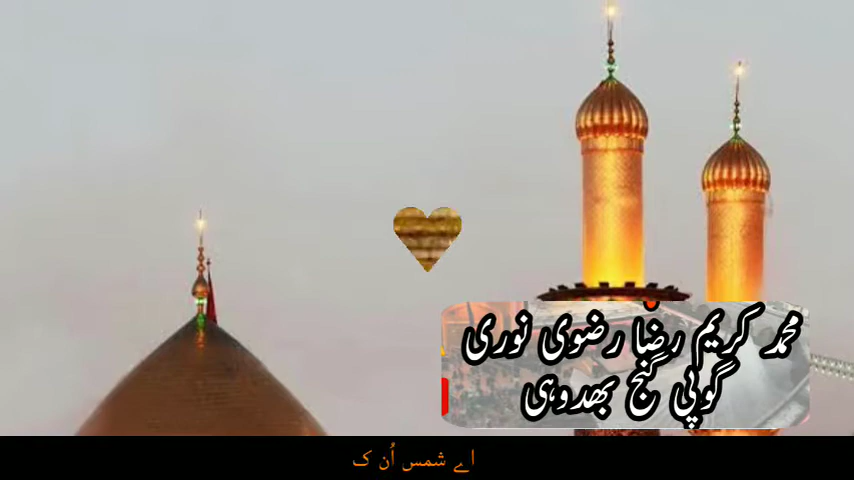 محمد کریم رضا رضوی نوری
گوپی گنج بھدوہی
اے شمس اُن ک